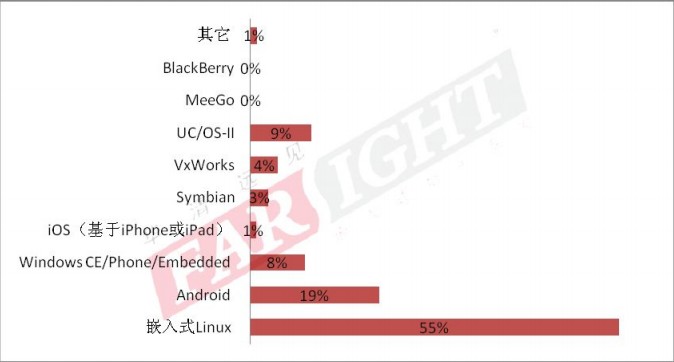 其它 1%
BlackBerry 0%
MeeGo 0%
UC/OS-II 9%
VxWorks 4%
Symbian 3%
iOS（基于iPhone或iPad） 1%
Windows CE/Phone/Embedded 8%
Android 19%
嵌入式Linux 55%
FARSIGHT